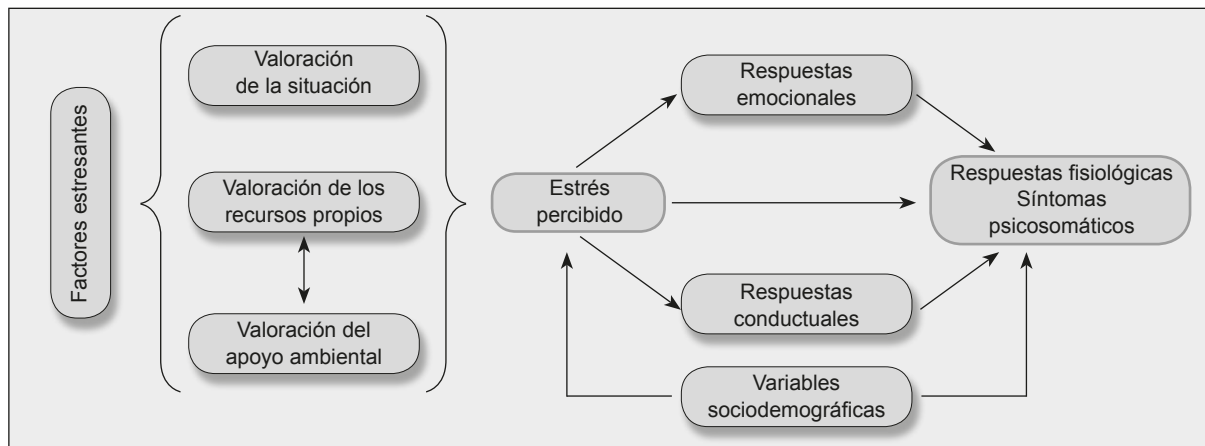 Factores estresantes
Valoración
de la situación
Valoración de los
recursos propios
Valoración del
apoyo ambiental
Estrés
percibido
Respuestas
emocionales
Respuestas
conductuales
Variables
sociodemográficas
Respuestas fisiológicas
Síntomas
psicosomáticos